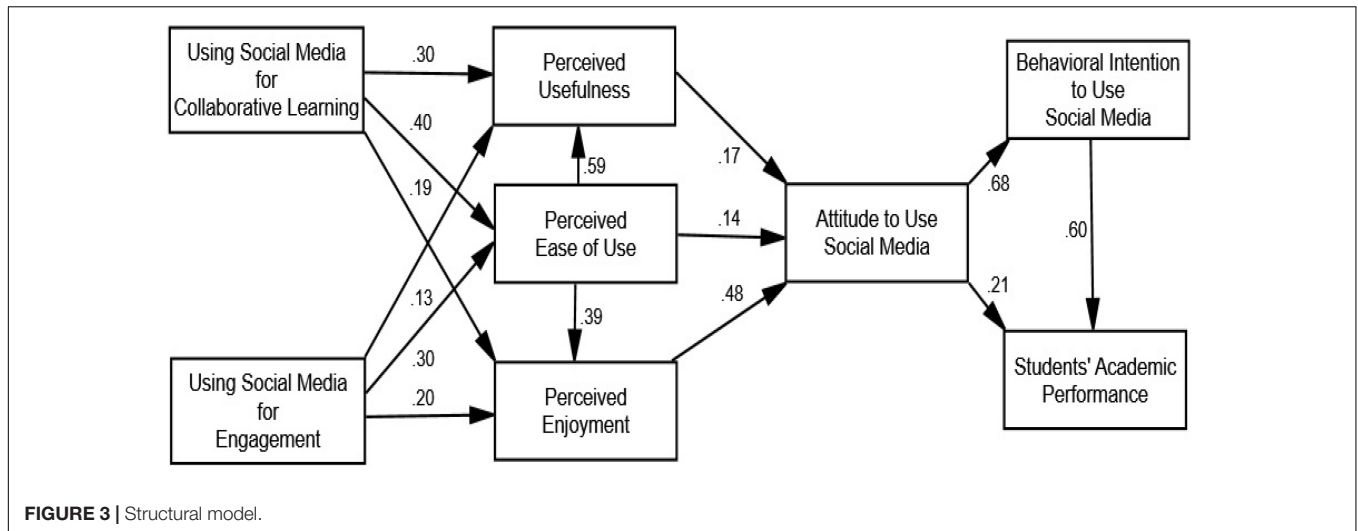 Using Social Media
for
Collaborative Learning
.30
.40
.19
Perceived
Usefulness
.59
Perceived
Ease of Use
.39
Perceived
Enjoyment
Using Social Media
for
Engagement
.13
.30
.20
.17
.14
.48
Attitude to Use
Social Media
.68
.21
Behavioral Intention
to Use
Social Media
.60
Students' Academic
Performance
FIGURE 3 | Structural model.